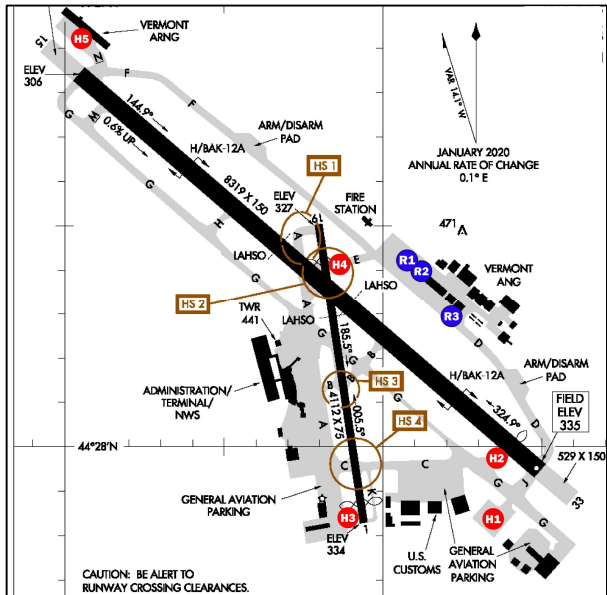 VERMONT
ARNG
H5
15
ELEV
306
N
F
F
G
M
144.9°
0.6% UP
H/BAK-12A
G
ARM/DISARM
PAD
VAR 14.1° W
JANUARY 2020
ANNUAL RATE OF CHANGE
0.1° E
HS 1
8319 X 150
ELEV
327
19
FIRE
STATION
471
A
H
LAHSO
H4
E
R1
R2
R3
VERMONT
ANG
HS 2
G
LAHSO
A
TWR
441
LAHSO
G
185.5°
G
B
D
ARM/DISARM
PAD
ADMINISTRATION/
TERMINAL/
NWS
HS 3
B
B
H/BAK-12A
G
324.9°
FIELD
ELEV
335
D
A
4112 X 75
005.5°
HS 4
44°28'N
H2
529 X 150
C
C
G
J
33
GENERAL AVIATION
PARKING
K
H3
H1
G
1
ELEV
334
U.S.
CUSTOMS
GENERAL
AVIATION
PARKING
CAUTION: BE ALERT TO
RUNWAY CROSSING CLEARANCES.